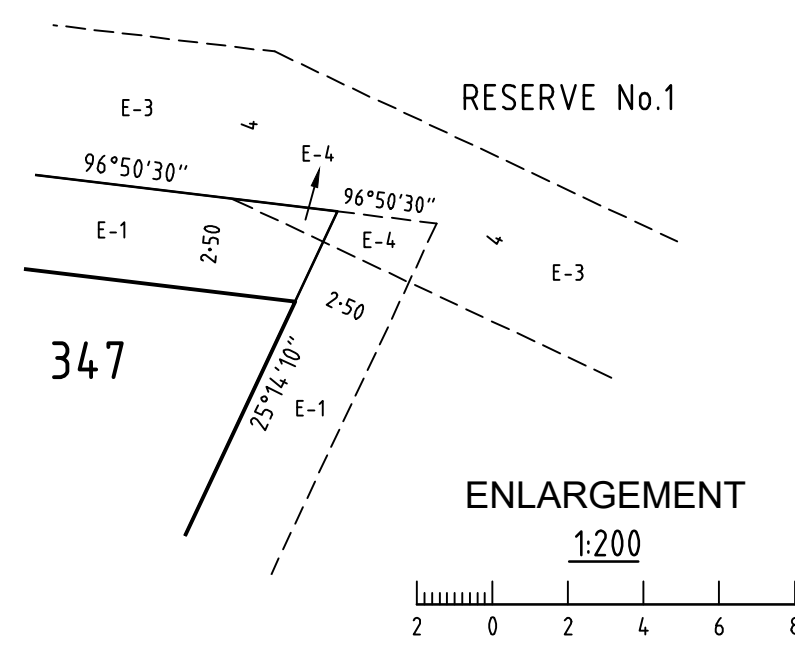 RESERVE No.1
E-3
4
E-4
96°50'30"
96°50'30"
E-1
2·50
E-4
4
E-3
2·50
347
25°14'10"
E-1
ENLARGEMENT
1:200
2 0 2 4 6 8